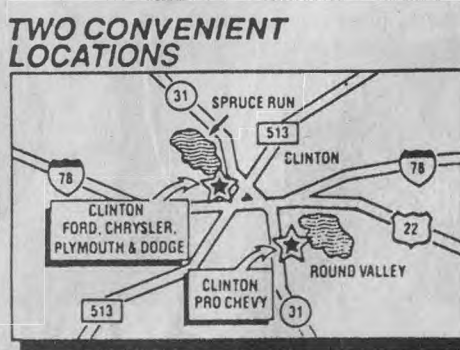 TWO CONVENIENT
LOCATIONS
31
SPRUCE RUN
513
CLINTON
78
78
CLINTON
FORD, CHRYSLER,
PLYMOUTH & DODGE
22
ROUND VALLEY
CLINTON
PRO CHEVY
513
31